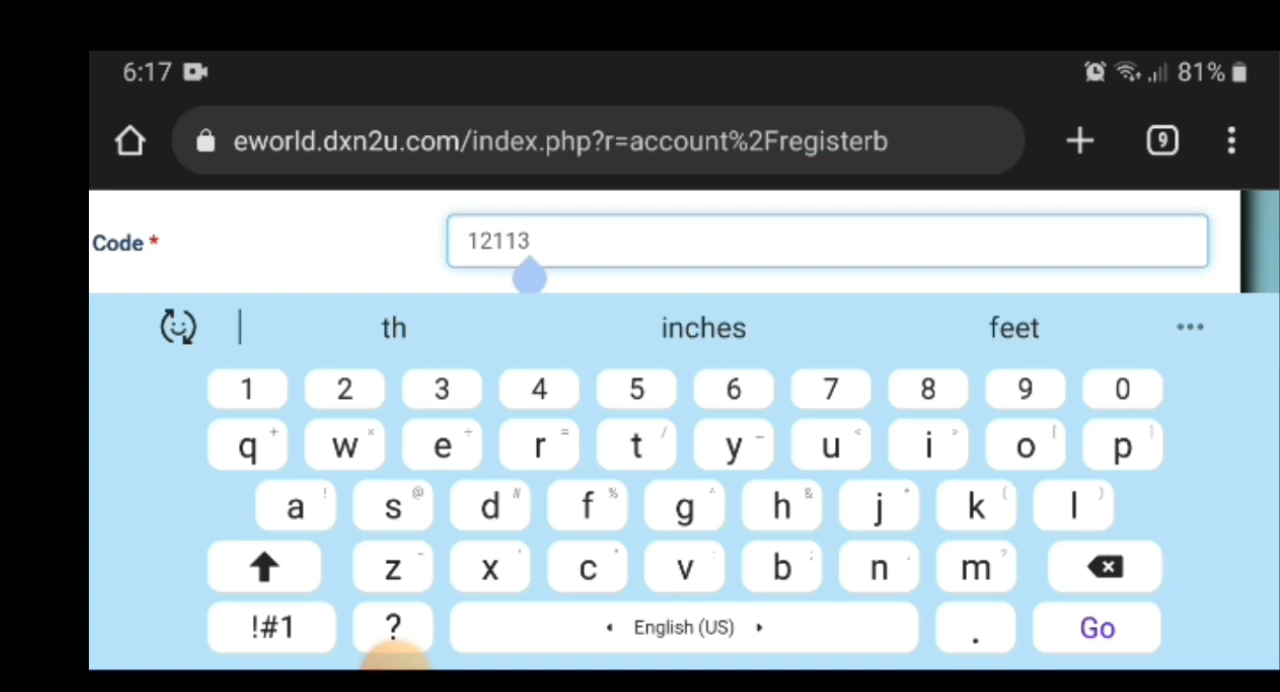 6:17 81%
eworld.dxn2u.com/index.php?r=account%2Fregisterb 9
Code * 12113
th inches feet •••
1 2 3 4 5 6 7 8 9 0
q w e r t y u i o p
a s d f g h j k l
z x c v b n m
!#1 ? English (US) . Go